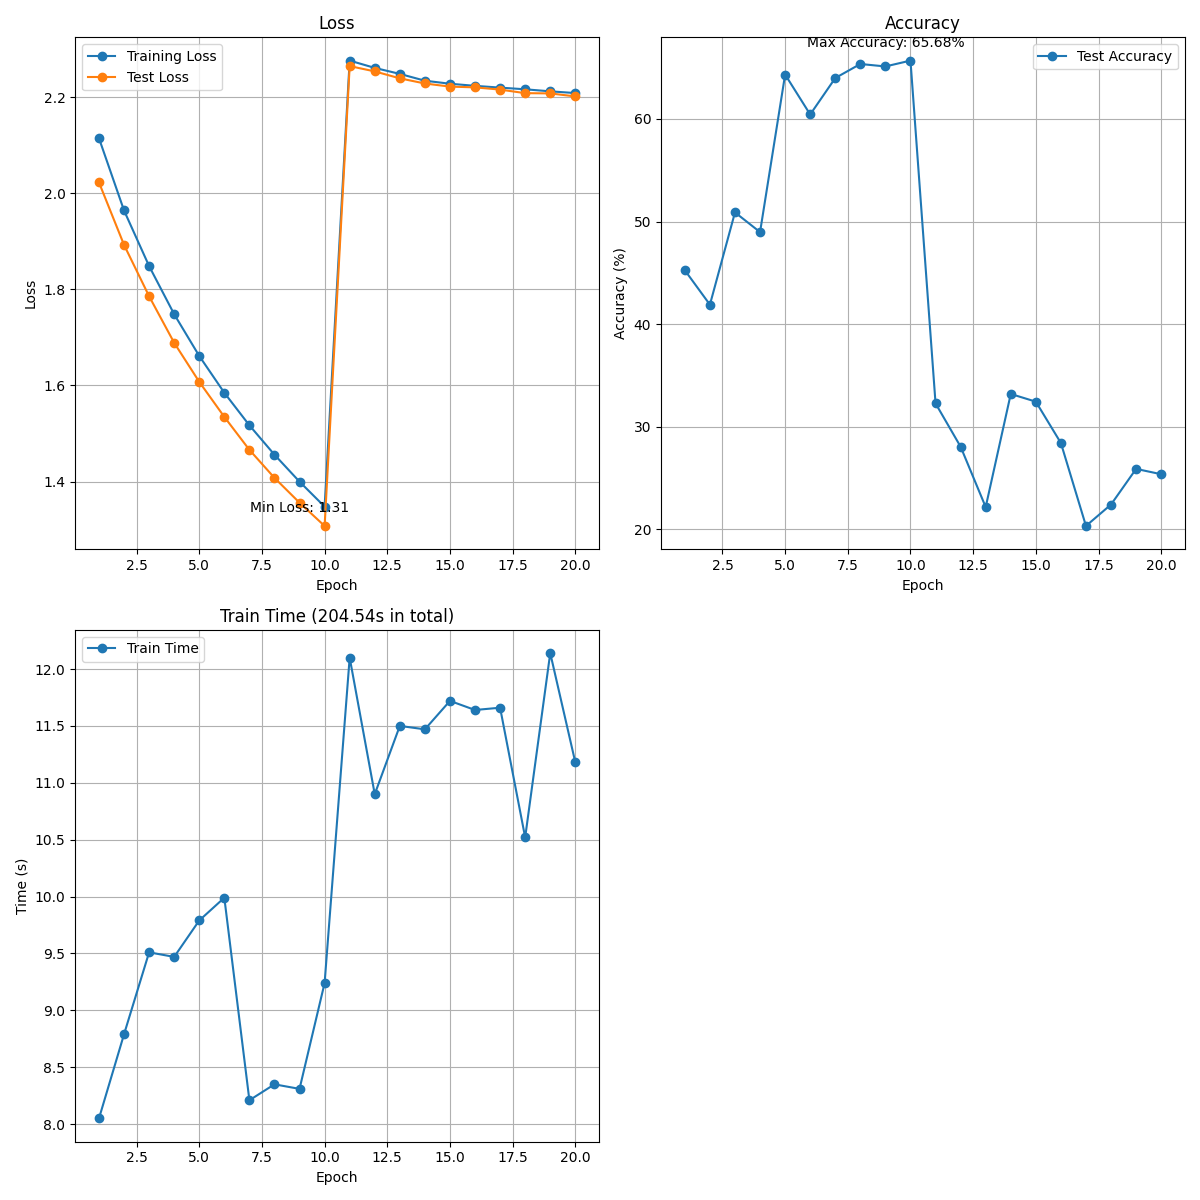 Loss
Training Loss
Test Loss
2.2
2.0
1.8
1.6
1.4
Loss
Min Loss: 1.31
2.5 5.0 7.5 10.0 12.5 15.0 17.5 20.0
Epoch
Accuracy
Max Accuracy: 65.68%
Test Accuracy
60
50
40
30
20
Accuracy (%)
2.5 5.0 7.5 10.0 12.5 15.0 17.5 20.0
Epoch
Train Time (204.54s in total)
Train Time
12.0
11.5
11.0
10.5
10.0
9.5
9.0
8.5
8.0
Time (s)
2.5 5.0 7.5 10.0 12.5 15.0 17.5 20.0
Epoch